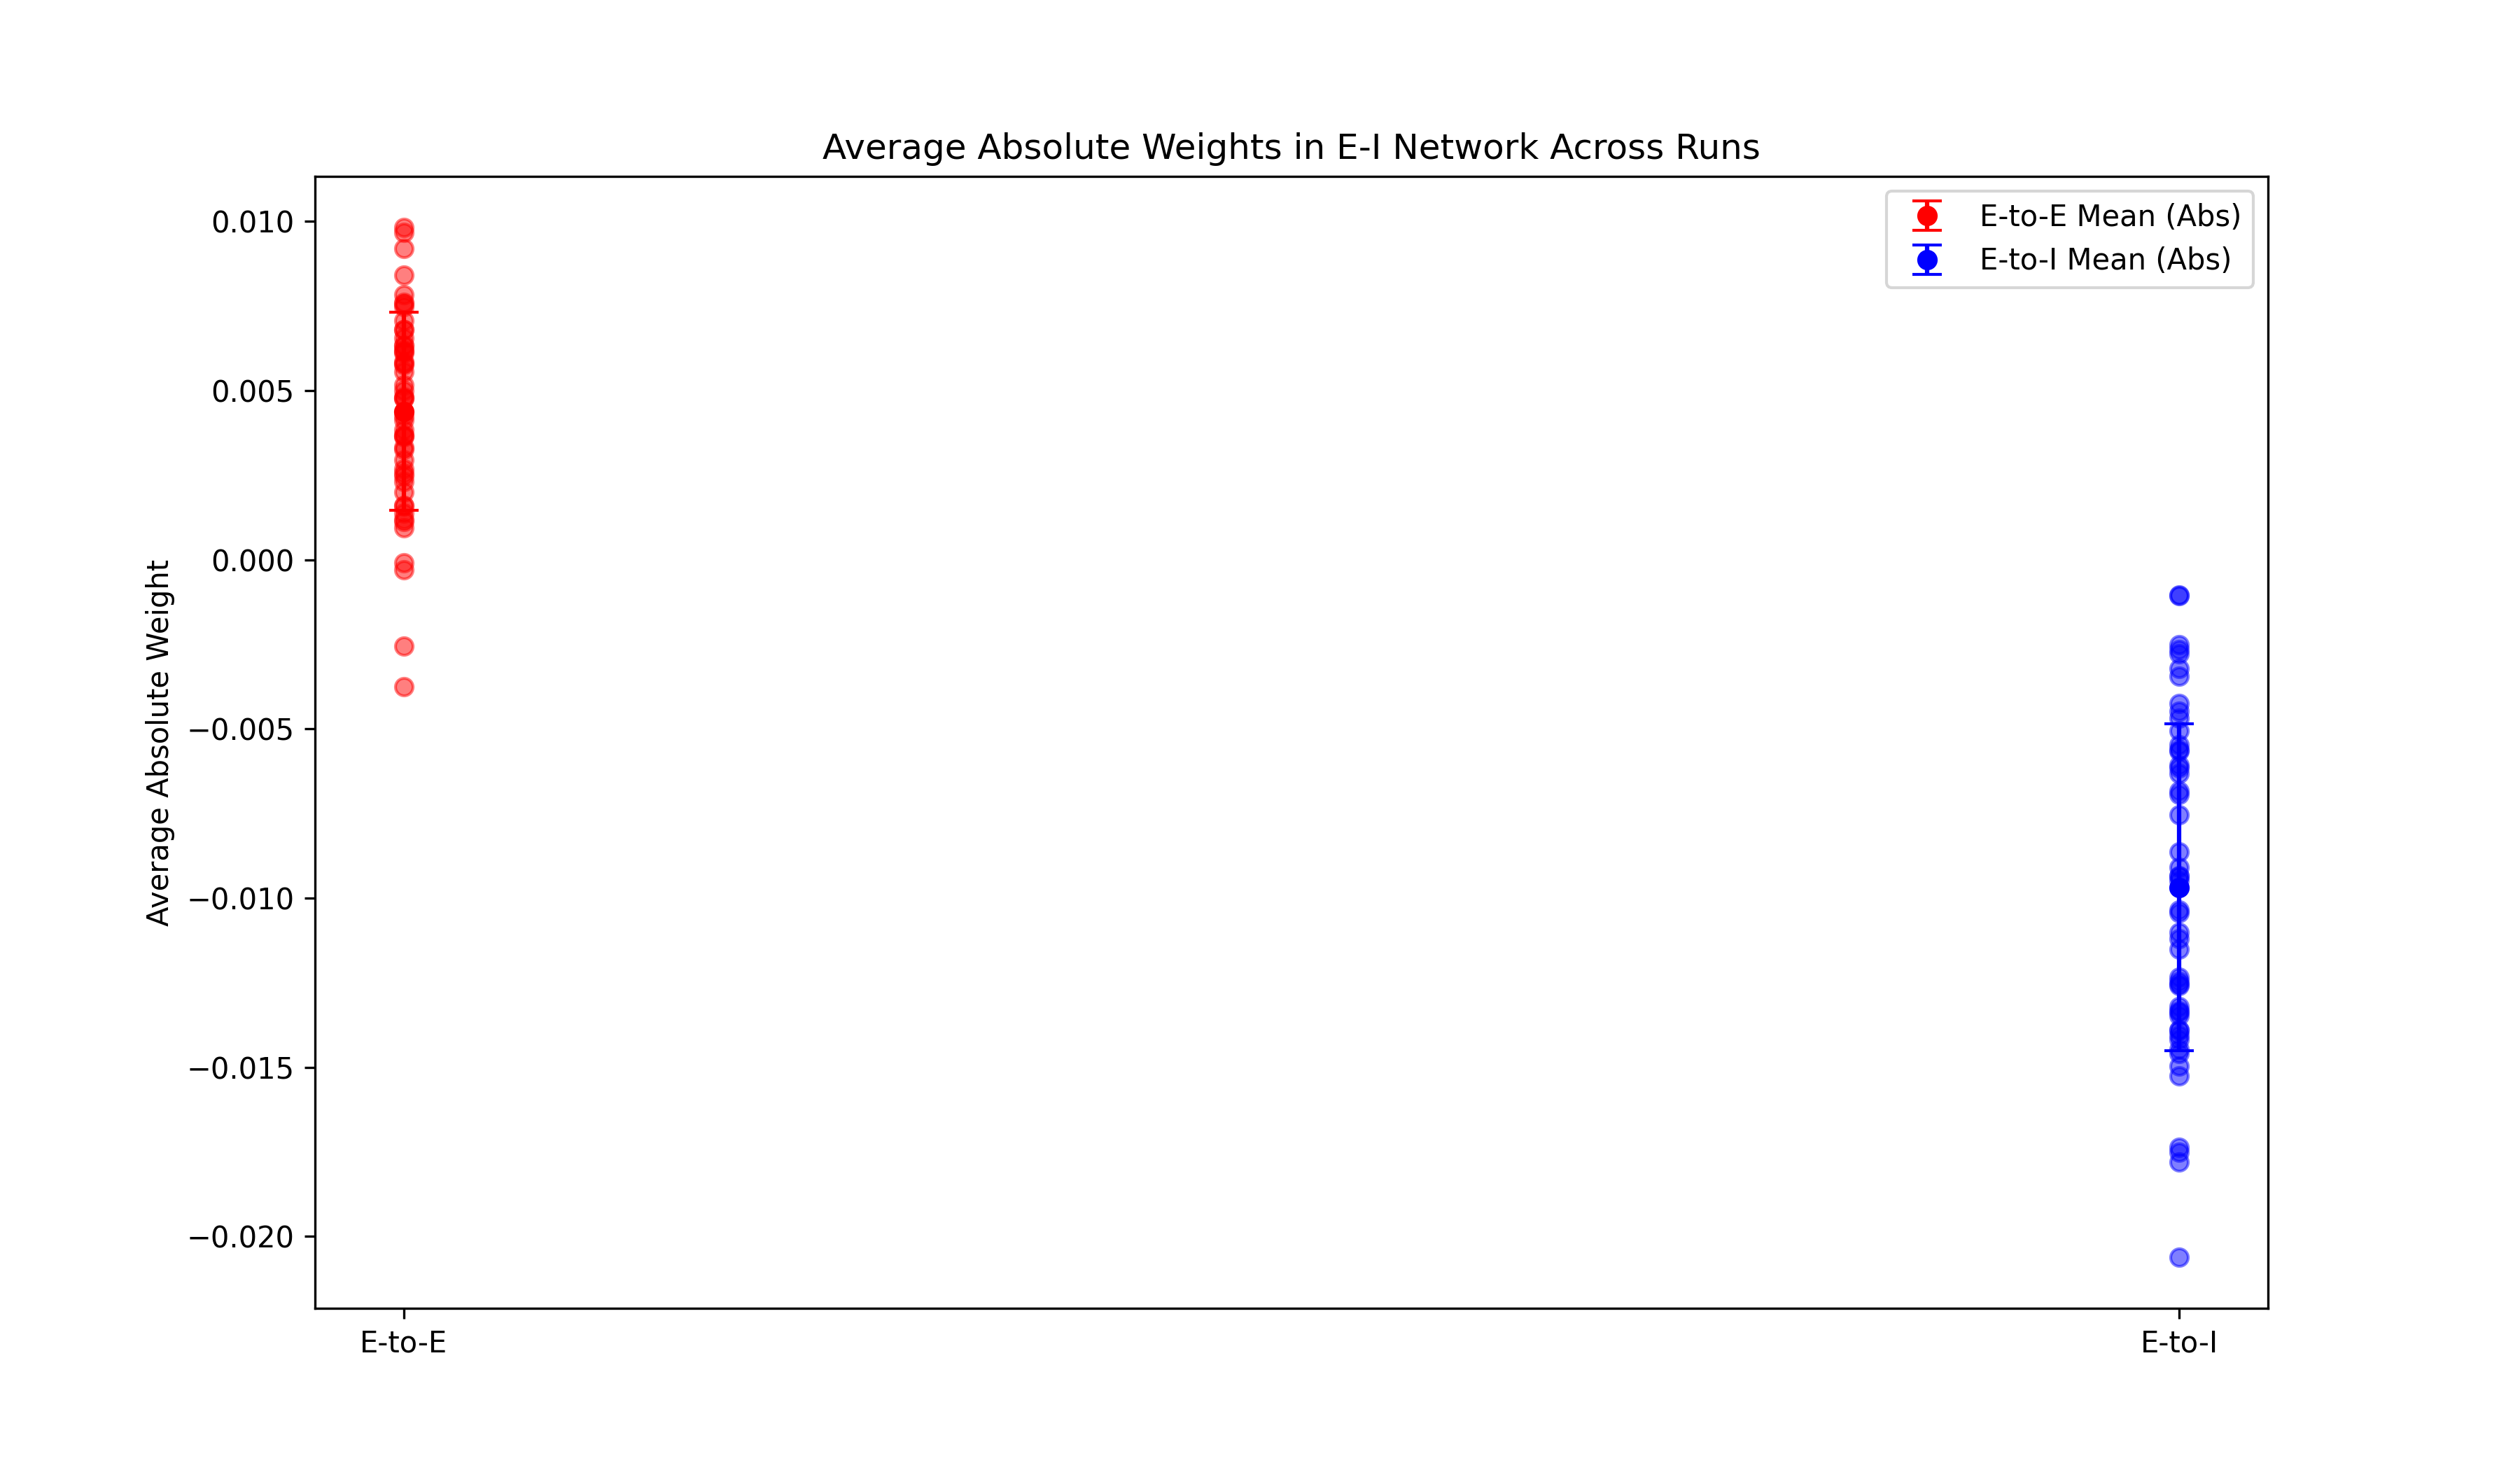 Average Absolute Weights in E-I Network Across Runs
E-to-E Mean (Abs)
E-to-I Mean (Abs)
Average Absolute Weight
0.010
0.005
0.000
−0.005
−0.010
−0.015
−0.020
E-to-E
E-to-I